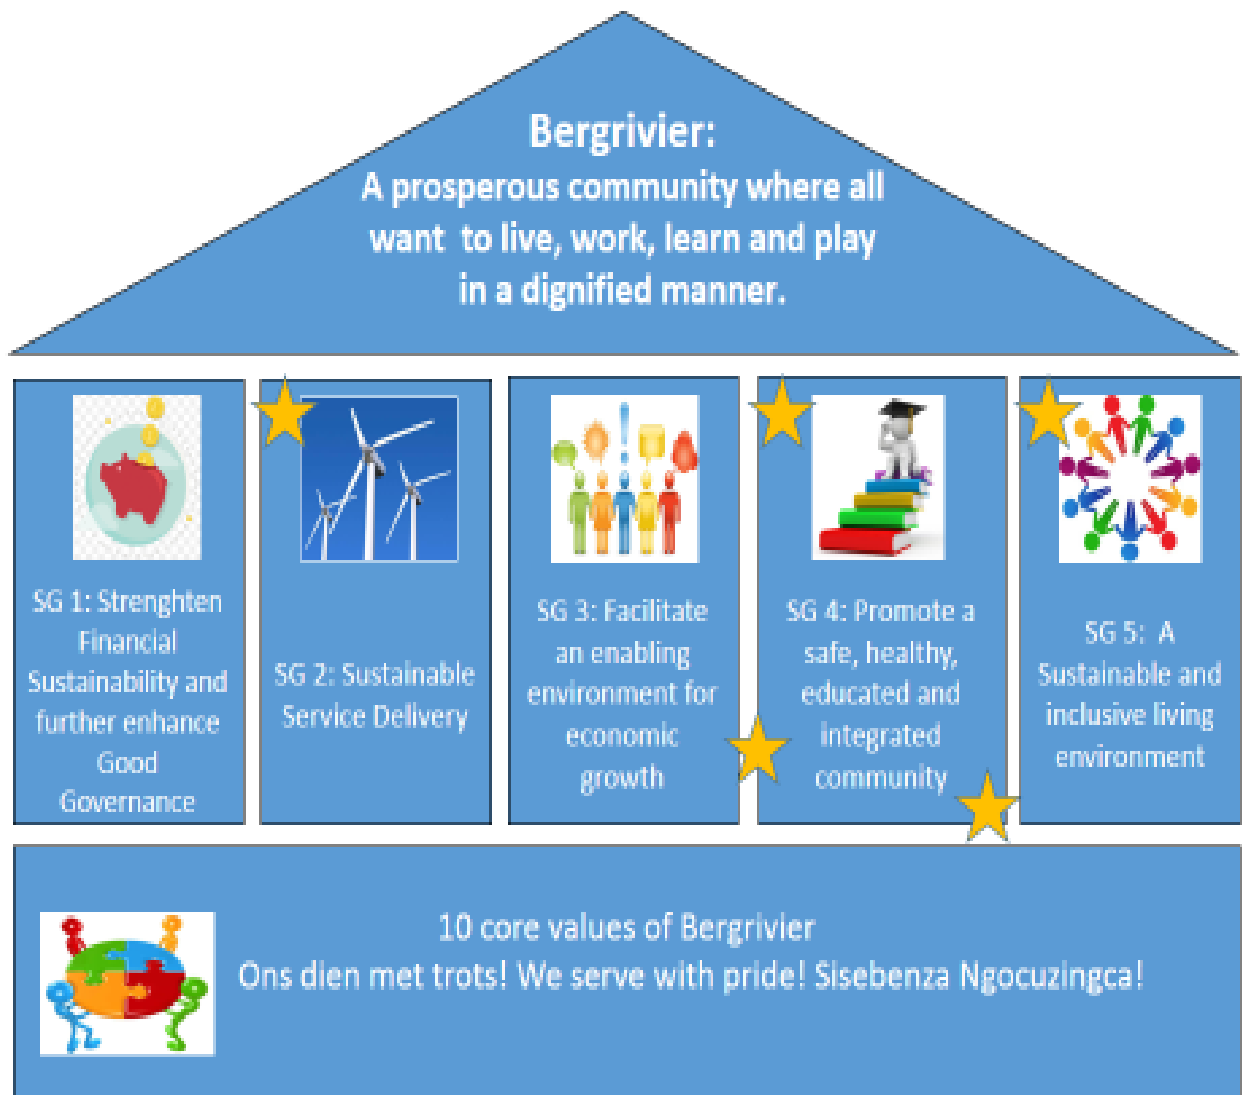 Bergrivier:
A prosperous community where all
want to live, work, learn and play
in a dignified manner.
SG 1: Strenghten
Financial
Sustainability and
further enhance
Good
Governance
SG 2: Sustainable
Service Delivery
SG 3: Facilitate
an enabling
environment for
economic
growth
SG 4: Promote a
safe, healthy,
educated and
integrated
community
SG 5: A
Sustainable and
inclusive living
environment
10 core values of Bergrivier
Ons dien met trots! We serve with pride! Sisebenza Ngocuzingca!